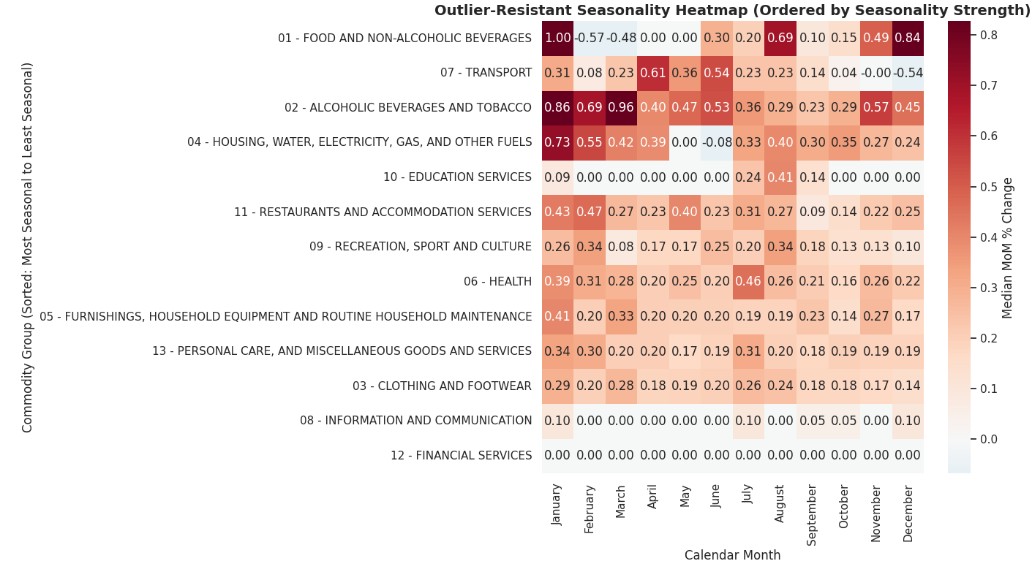 Outlier-Resistant Seasonality Heatmap (Ordered by Seasonality Strength)
Commodity Group (Sorted: Most Seasonal to Least Seasonal)
01 - FOOD AND NON-ALCOHOLIC BEVERAGES 1.00 -0.57 -0.48 0.00 0.00 0.30 0.20 0.69 0.10 0.15 0.49 0.84
07 - TRANSPORT 0.31 0.08 0.23 0.61 0.36 0.54 0.23 0.23 0.14 0.04 -0.00 -0.54
02 - ALCOHOLIC BEVERAGES AND TOBACCO 0.86 0.69 0.96 0.40 0.47 0.53 0.36 0.29 0.23 0.29 0.57 0.45
04 - HOUSING, WATER, ELECTRICITY, GAS, AND OTHER FUELS 0.73 0.55 0.42 0.39 0.00 -0.08 0.33 0.40 0.30 0.35 0.27 0.24
10 - EDUCATION SERVICES 0.09 0.00 0.00 0.00 0.00 0.00 0.24 0.41 0.14 0.00 0.00 0.00
11 - RESTAURANTS AND ACCOMMODATION SERVICES 0.43 0.47 0.27 0.23 0.40 0.23 0.31 0.27 0.09 0.14 0.22 0.25
09 - RECREATION, SPORT AND CULTURE 0.26 0.34 0.08 0.17 0.17 0.25 0.20 0.34 0.18 0.13 0.13 0.10
06 - HEALTH 0.39 0.31 0.28 0.20 0.25 0.20 0.46 0.26 0.21 0.16 0.26 0.22
05 - FURNISHINGS, HOUSEHOLD EQUIPMENT AND ROUTINE HOUSEHOLD MAINTENANCE 0.41 0.20 0.33 0.20 0.20 0.20 0.19 0.19 0.23 0.14 0.27 0.17
13 - PERSONAL CARE, AND MISCELLANEOUS GOODS AND SERVICES 0.34 0.30 0.20 0.20 0.17 0.19 0.31 0.20 0.18 0.19 0.19 0.19
03 - CLOTHING AND FOOTWEAR 0.29 0.20 0.28 0.18 0.19 0.20 0.26 0.24 0.18 0.18 0.17 0.14
08 - INFORMATION AND COMMUNICATION 0.10 0.00 0.00 0.00 0.00 0.00 0.10 0.00 0.05 0.05 0.00 0.10
12 - FINANCIAL SERVICES 0.00 0.00 0.00 0.00 0.00 0.00 0.00 0.00 0.00 0.00 0.00 0.00
January
February
March
April
May
June
July
August
September
October
November
December
Calendar Month
0.8
0.7
0.6
0.5
0.4
0.3
0.2
0.1
0.0
Median MoM % Change